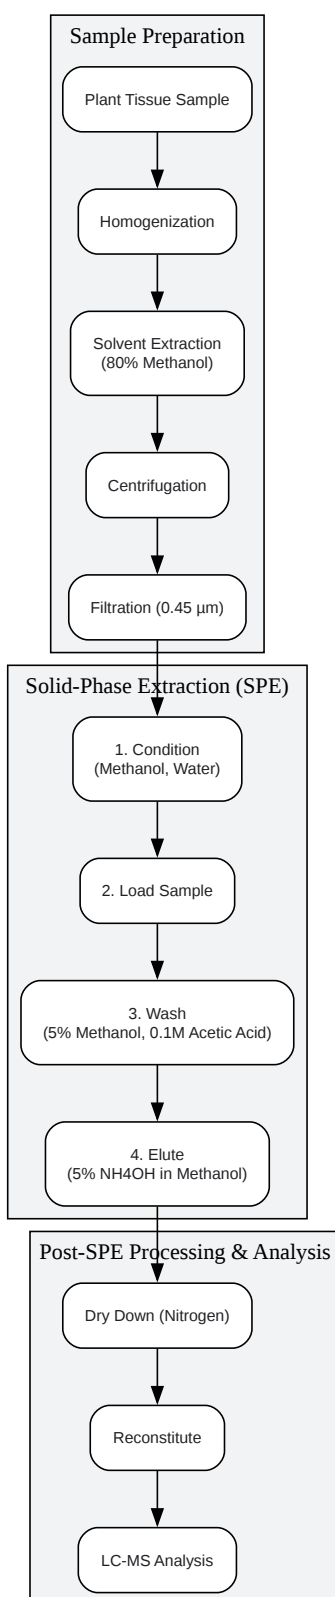 Sample Preparation
Plant Tissue Sample
Homogenization
Solvent Extraction
(80% Methanol)
Centrifugation
Filtration (0.45 µm)
Solid-Phase Extraction (SPE)
1. Condition
(Methanol, Water)
2. Load Sample
3. Wash
(5% Methanol, 0.1M Acetic Acid)
4. Elute
(5% NH4OH in Methanol)
Post-SPE Processing & Analysis
Dry Down (Nitrogen)
Reconstitute
LC-MS Analysis